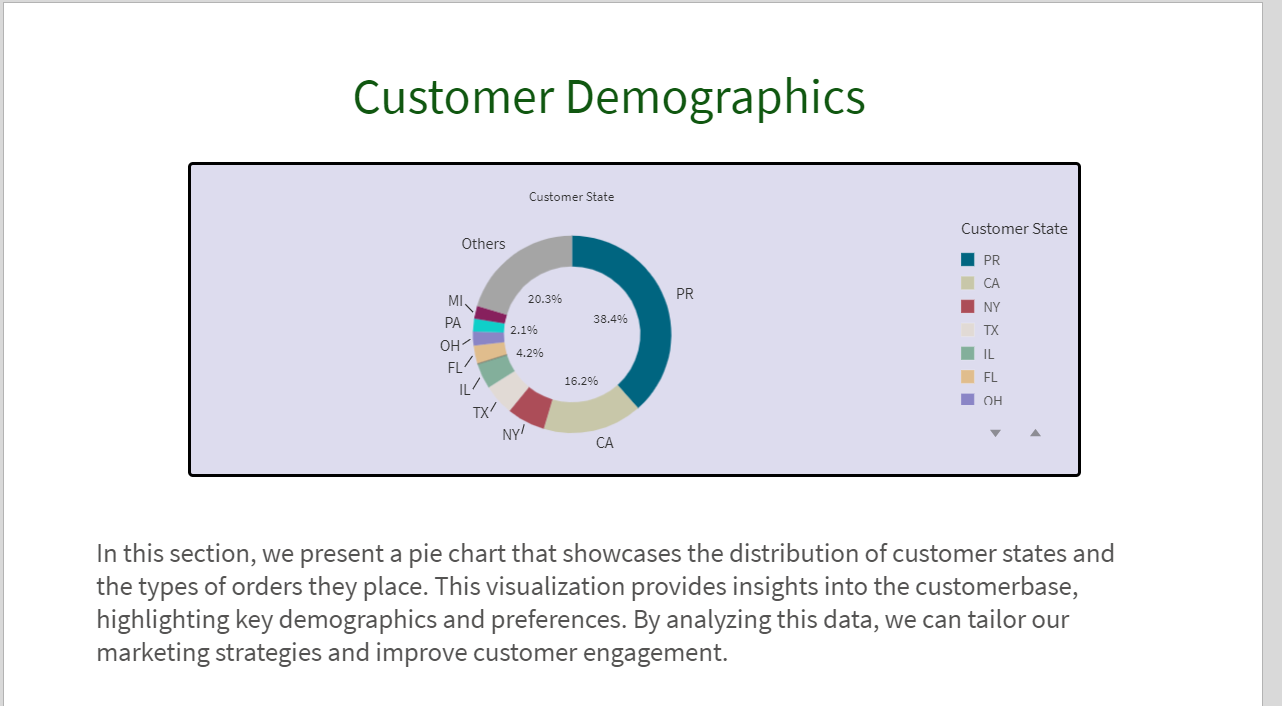 Customer Demographics
Customer State
Others
MI
PA
OH
FL
IL
TX
NY
CA
PR
20.3%
38.4%
2.1%
4.2%
16.2%
Customer State
PR
CA
NY
TX
IL
FL
OH
In this section, we present a pie chart that showcases the distribution of customer states and
the types of orders they place. This visualization provides insights into the customerbase,
highlighting key demographics and preferences. By analyzing this data, we can tailor our
marketing strategies and improve customer engagement.